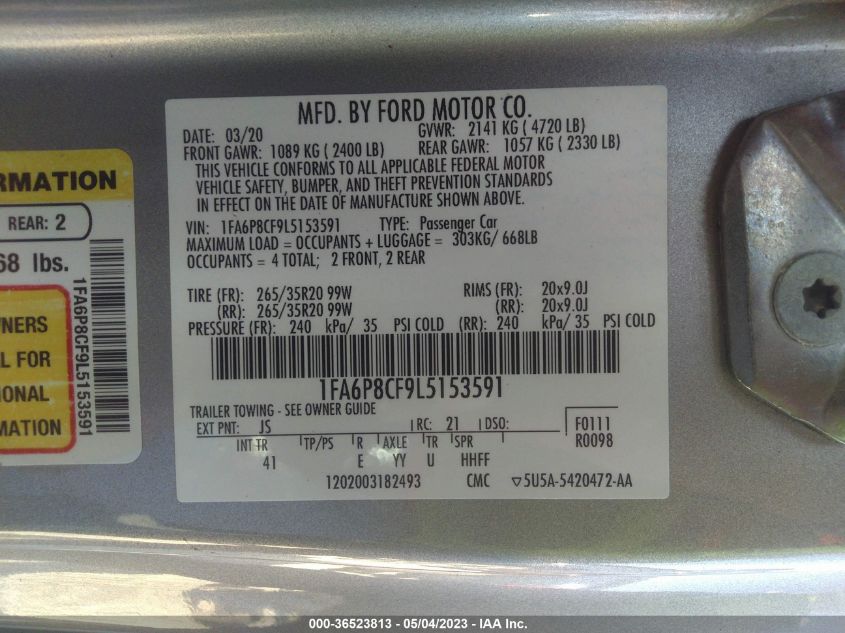 RMATION
REAR: 2
68 lbs.
WNERS
AL FOR
IONAL
RMATION
1FA6P8CF9L5153591
MFD. BY FORD MOTOR CO.
DATE: 03/20 GVWR: 2141 KG ( 4720 LB)
FRONT GAWR: 1089 KG ( 2400 LB) REAR GAWR: 1057 KG ( 2330 LB)
THIS VEHICLE CONFORMS TO ALL APPLICABLE FEDERAL MOTOR
VEHICLE SAFETY, BUMPER, AND THEFT PREVENTION STANDARDS
IN EFFECT ON THE DATE OF MANUFACTURE SHOWN ABOVE.
VIN: 1FA6P8CF9L5153591 TYPE: Passenger Car
MAXIMUM LOAD = OCCUPANTS + LUGGAGE = 303KG/ 668LB
OCCUPANTS = 4 TOTAL; 2 FRONT, 2 REAR
TIRE (FR): 265/35R20 99W RIMS (FR): 20x9.0J
(RR): 265/35R20 99W (RR): 20x9.0J
PRESSURE (FR): 240 kPa/ 35 PSI COLD (RR): 240 kPa/ 35 PSI COLD
1FA6P8CF9L5153591
TRAILER TOWING - SEE OWNER GUIDE
EXT PNT: JS RC: 21 DSO: F0111
INT TR TP/PS R AXLE TR SPR R0098
41 E YY U HHFF
1202003182493 CMC ▽5U5A-5420472-AA
000-36523813 - 05/04/2023 - IAA Inc.